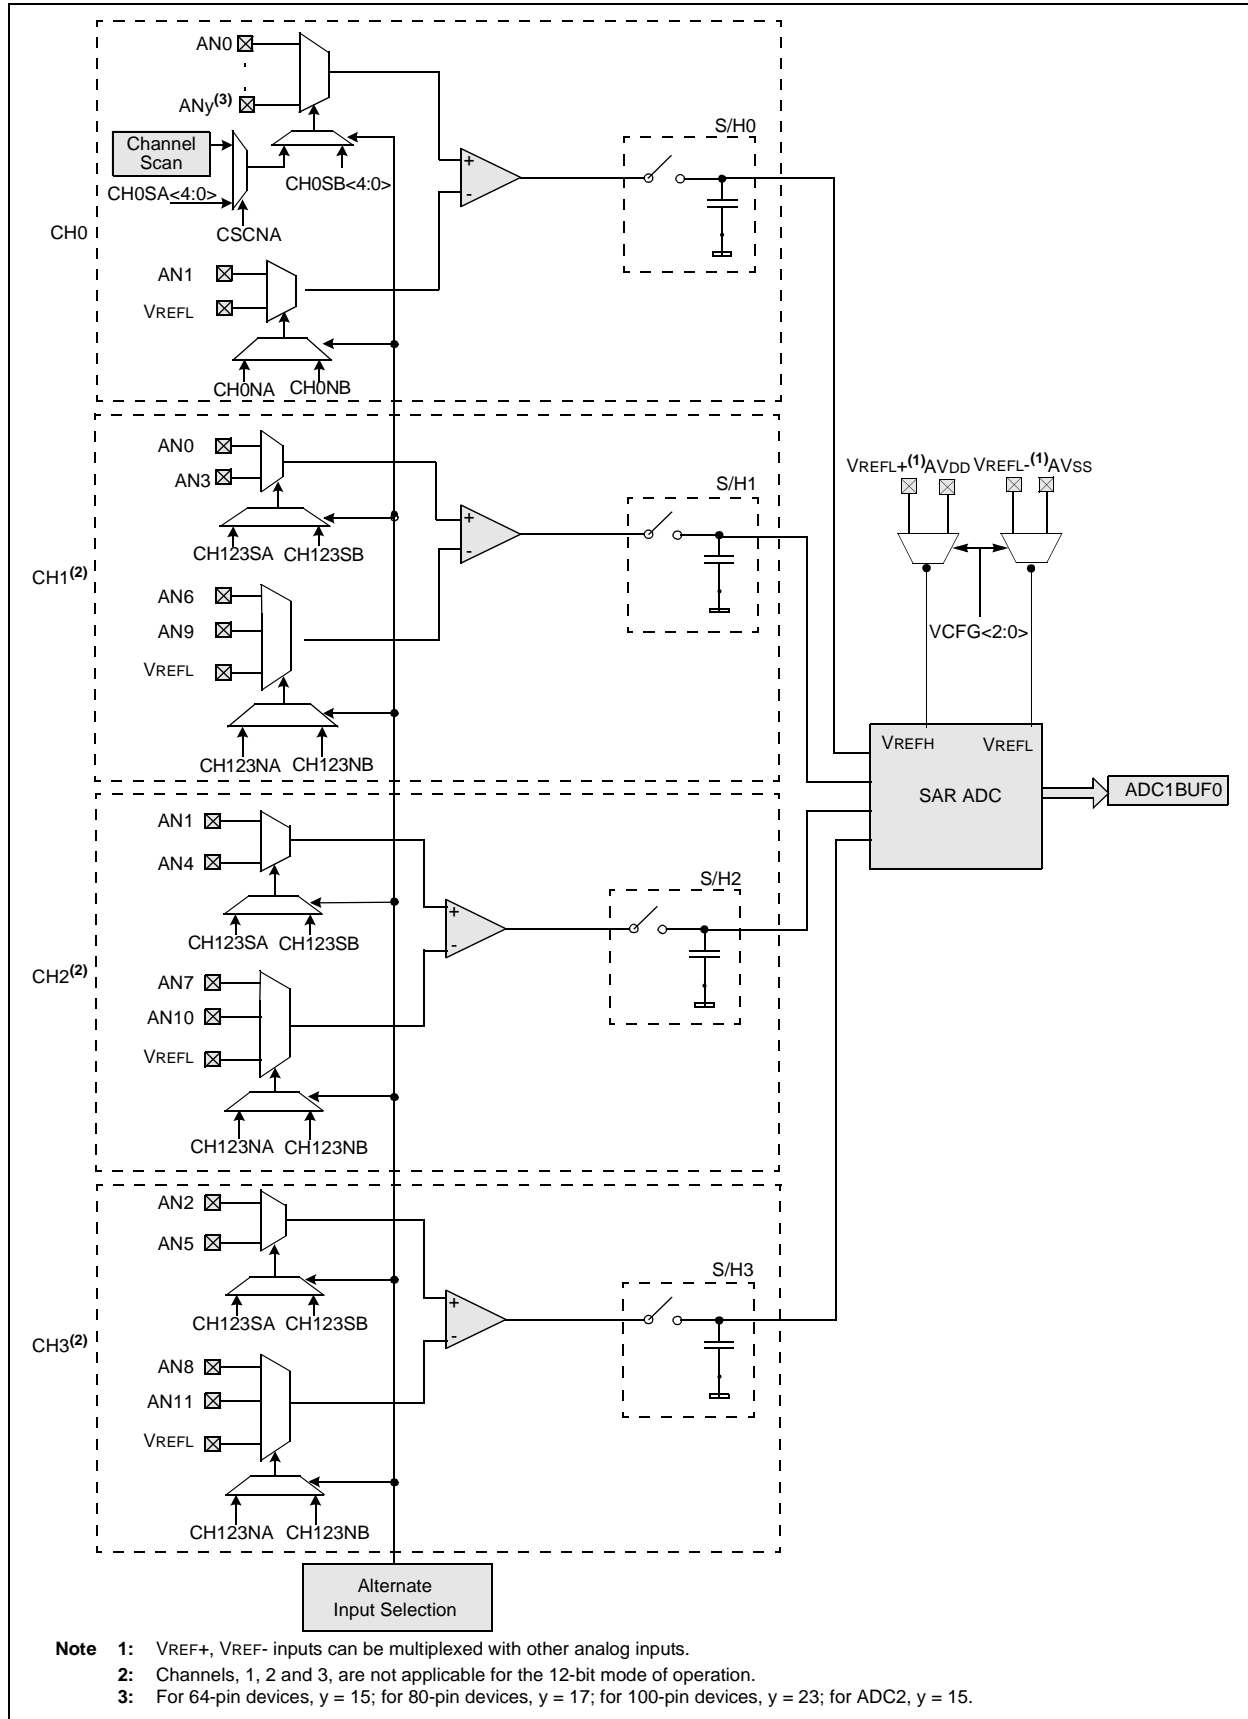 AN0
ANy(3)
S/H0
Channel
Scan
+
-
CH0SA<4:0>
CH0SB<4:0>
CSCNA
CH0
AN1
VREFL
CH0NA CH0NB
AN0
AN3
S/H1
+
-
CH123SA CH123SB
CH1(2)
AN6
AN9
VREFL
CH123NA CH123NB
VREFL+(1) AVDD VREFL-(1) AVSS
VCFG<2:0>
VREFH VREFL
SAR ADC
ADC1BUF0
AN1
AN4
S/H2
+
-
CH123SA CH123SB
CH2(2)
AN7
AN10
VREFL
CH123NA CH123NB
AN2
AN5
S/H3
+
-
CH123SA CH123SB
CH3(2)
AN8
AN11
VREFL
CH123NA CH123NB
Alternate
Input Selection
Note 1: VREF+, VREF- inputs can be multiplexed with other analog inputs.
2: Channels, 1, 2 and 3, are not applicable for the 12-bit mode of operation.
3: For 64-pin devices, y = 15; for 80-pin devices, y = 17; for 100-pin devices, y = 23; for ADC2, y = 15.